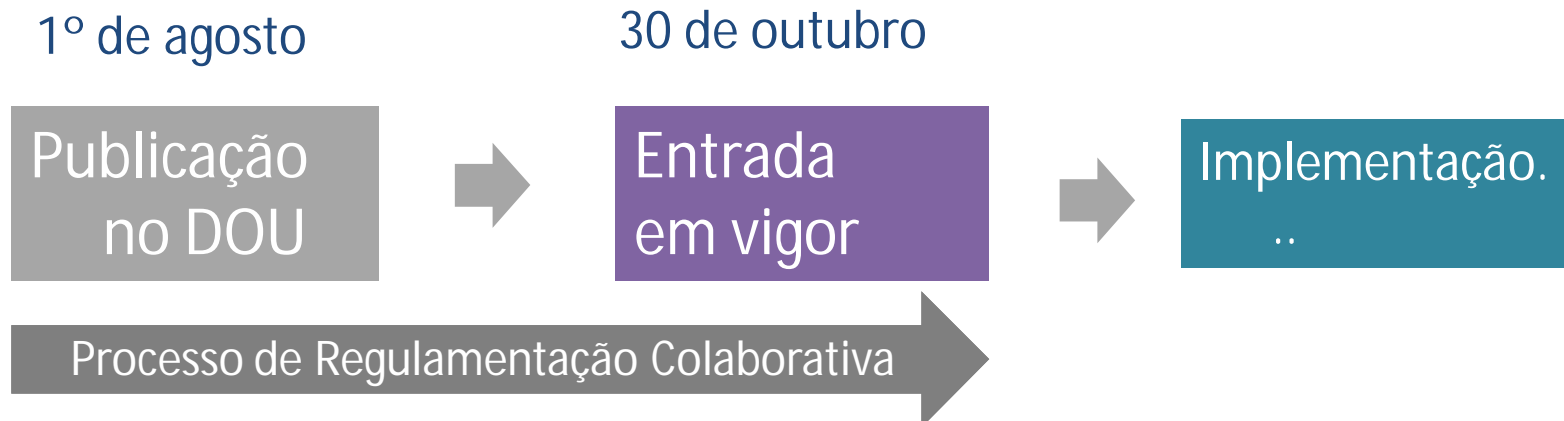 1º de agosto
30 de outubro
Publicação
no DOU
Entrada
em vigor
Implementação.
..
Processo de Regulamentação Colaborativa